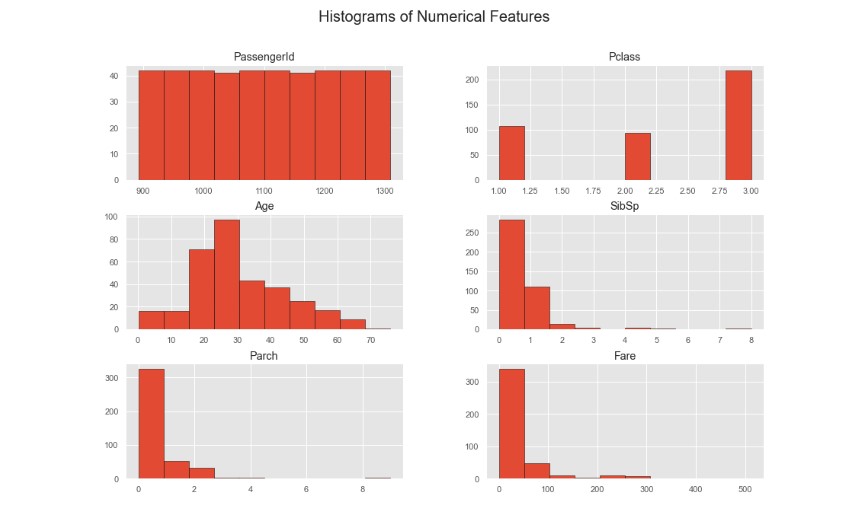 Histograms of Numerical Features
PassengerId
40
30
20
10
0
900 1000 1100 1200 1300
Pclass
200
150
100
50
0
1.00 1.25 1.50 1.75 2.00 2.25 2.50 2.75 3.00
Age
100
80
60
40
20
0
0 10 20 30 40 50 60 70
SibSp
250
200
150
100
50
0
0 1 2 3 4 5 6 7 8
Parch
300
200
100
0
0 2 4 6 8
Fare
300
200
100
0
0 100 200 300 400 500